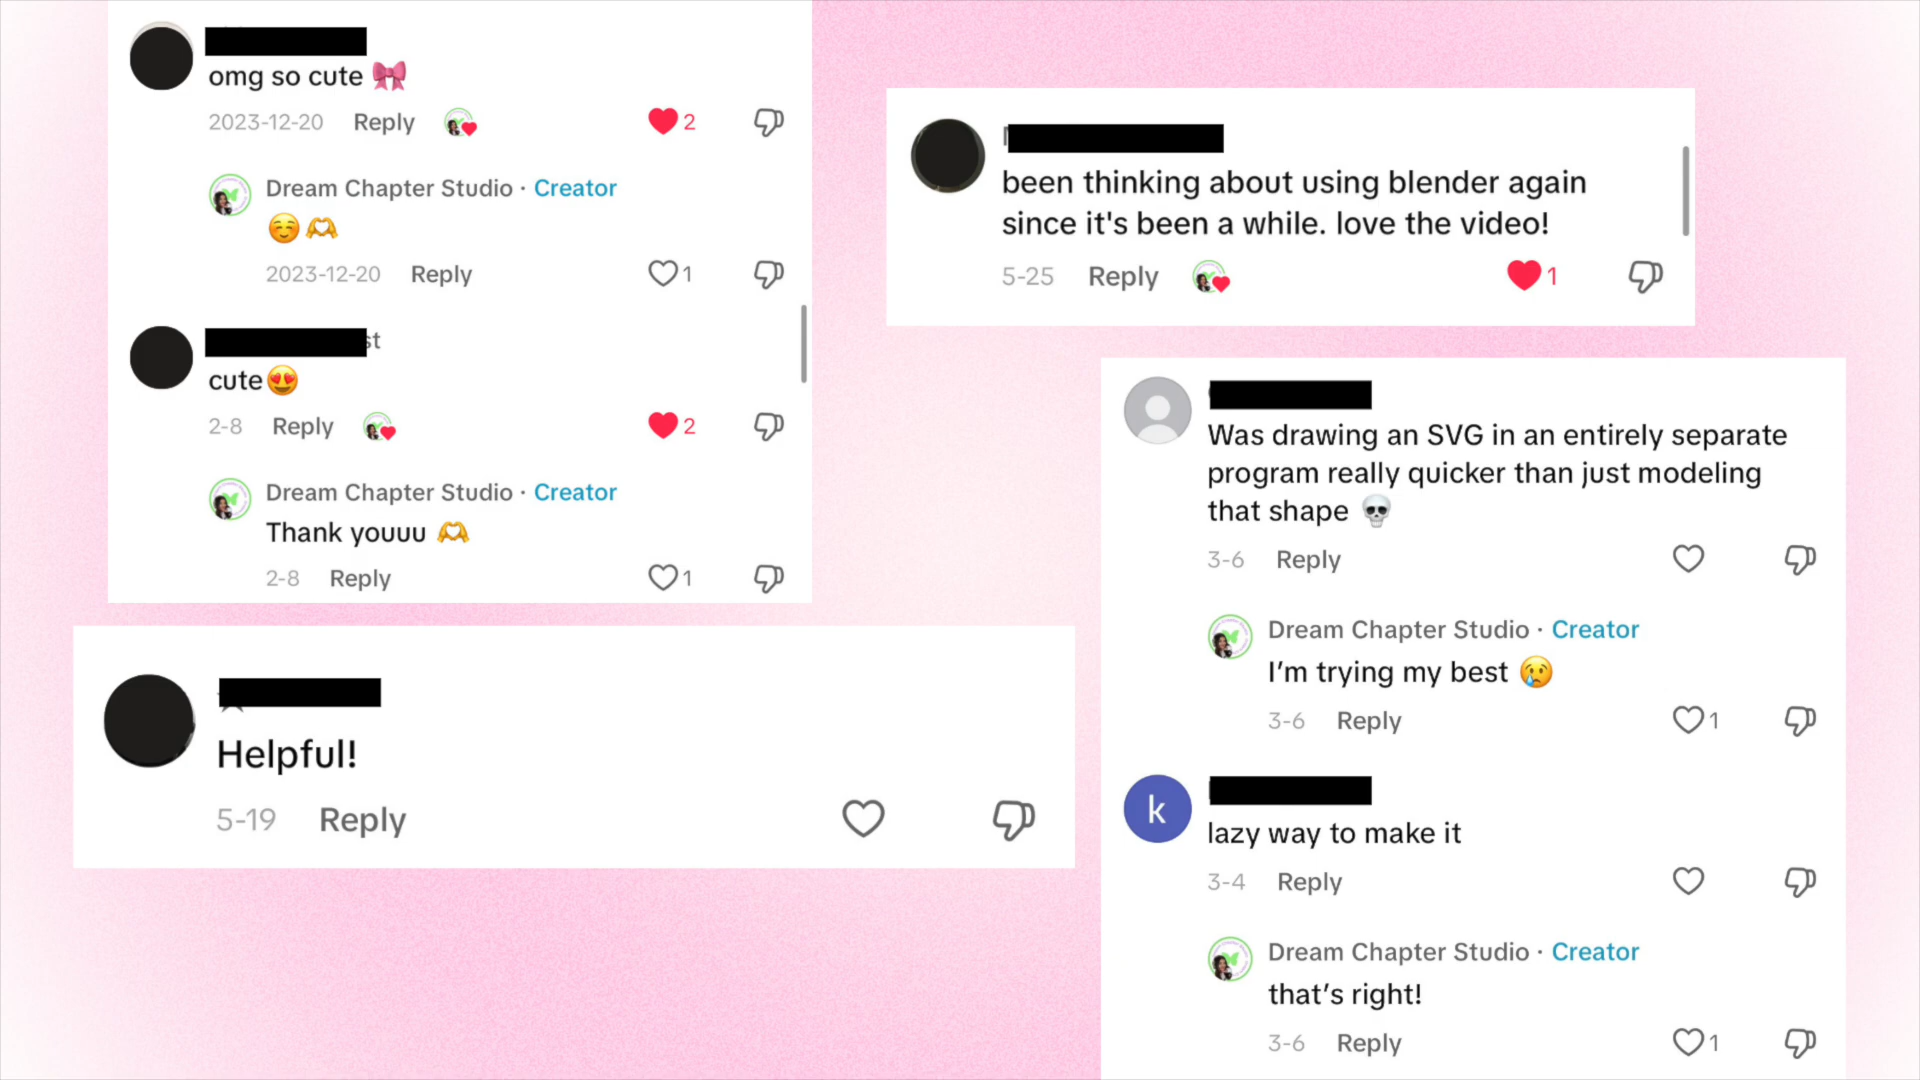 omg so cute 🎀
2023-12-20 Reply 2
Dream Chapter Studio · Creator
☺️🫶
2023-12-20 Reply 1
st
cute😍
2-8 Reply 2
Dream Chapter Studio · Creator
Thank youuu 🫶
2-8 Reply 1
Helpful!
5-19 Reply
been thinking about using blender again
since it's been a while. love the video!
5-25 Reply 1
Was drawing an SVG in an entirely separate
program really quicker than just modeling
that shape 💀
3-6 Reply
Dream Chapter Studio · Creator
I’m trying my best 😢
3-6 Reply 1
k
lazy way to make it
3-4 Reply
Dream Chapter Studio · Creator
that’s right!
3-6 Reply 1